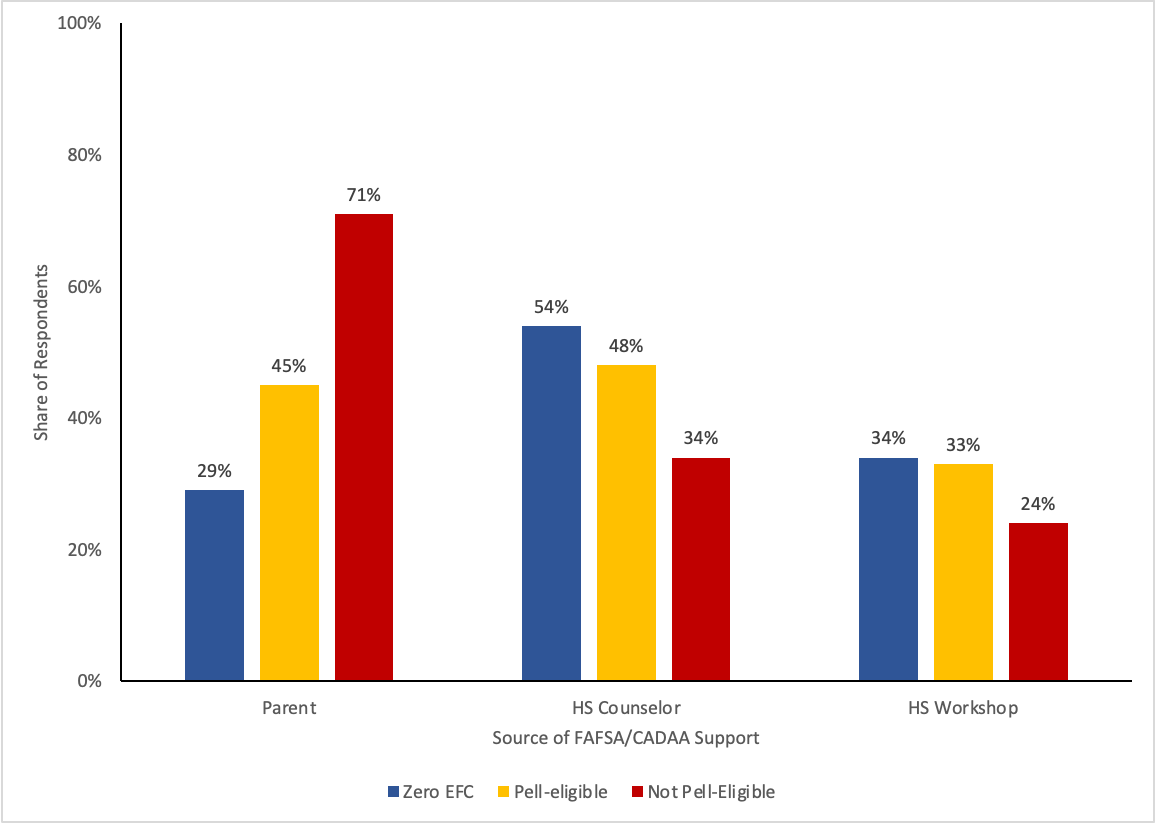 100%
80%
60%
40%
20%
0%
Share of Respondents
29%
45%
71%
54%
48%
34%
34%
33%
24%
Parent
HS Counselor
HS Workshop
Source of FAFSA/CADAA Support
Zero EFC
Pell-eligible
Not Pell-Eligible